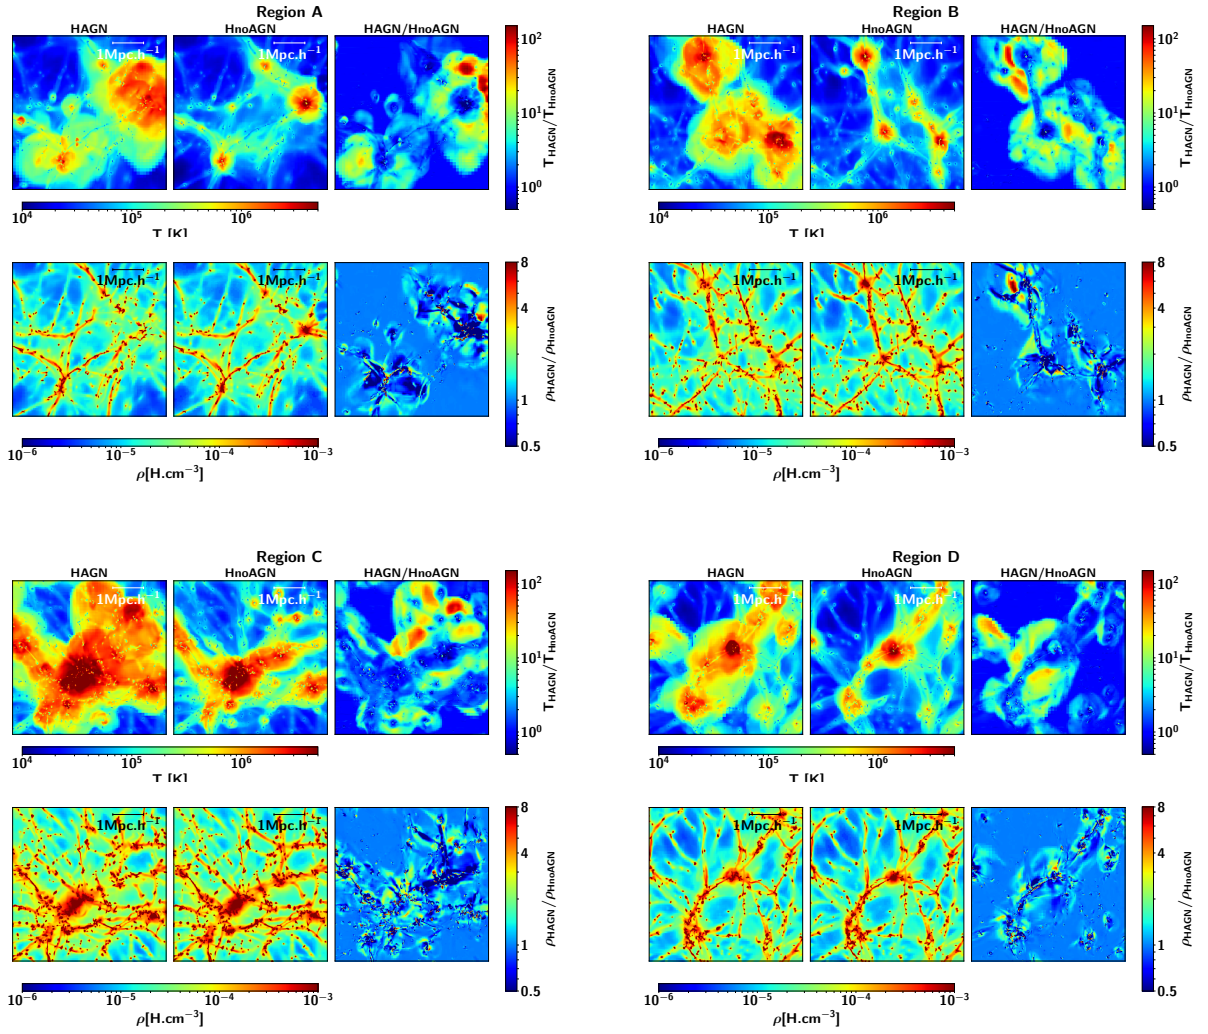 Region A
HAGN HnoAGN HAGN/HnoAGN
1Mpc.h⁻¹ 1Mpc.h⁻¹
10² 10¹ 10⁰
T_HAGN/T_HnoAGN
10⁴ 10⁵ 10⁶
T [K]
1Mpc.h⁻¹ 1Mpc.h⁻¹
8 4 1 0.5
ρ_HAGN/ρ_HnoAGN
10⁻⁶ 10⁻⁵ 10⁻⁴ 10⁻³
ρ[H.cm⁻³]
Region B
HAGN HnoAGN HAGN/HnoAGN
1Mpc.h⁻¹ 1Mpc.h⁻¹
10² 10¹ 10⁰
T_HAGN/T_HnoAGN
10⁴ 10⁵ 10⁶
T [K]
1Mpc.h⁻¹ 1Mpc.h⁻¹
8 4 1 0.5
ρ_HAGN/ρ_HnoAGN
10⁻⁶ 10⁻⁵ 10⁻⁴ 10⁻³
ρ[H.cm⁻³]
Region C
HAGN HnoAGN HAGN/HnoAGN
1Mpc.h⁻¹ 1Mpc.h⁻¹
10² 10¹ 10⁰
T_HAGN/T_HnoAGN
10⁴ 10⁵ 10⁶
T [K]
1Mpc.h⁻¹ 1Mpc.h⁻¹
8 4 1 0.5
ρ_HAGN/ρ_HnoAGN
10⁻⁶ 10⁻⁵ 10⁻⁴ 10⁻³
ρ[H.cm⁻³]
Region D
HAGN HnoAGN HAGN/HnoAGN
1Mpc.h⁻¹ 1Mpc.h⁻¹
10² 10¹ 10⁰
T_HAGN/T_HnoAGN
10⁴ 10⁵ 10⁶
T [K]
1Mpc.h⁻¹ 1Mpc.h⁻¹
8 4 1 0.5
ρ_HAGN/ρ_HnoAGN
10⁻⁶ 10⁻⁵ 10⁻⁴ 10⁻³
ρ[H.cm⁻³]